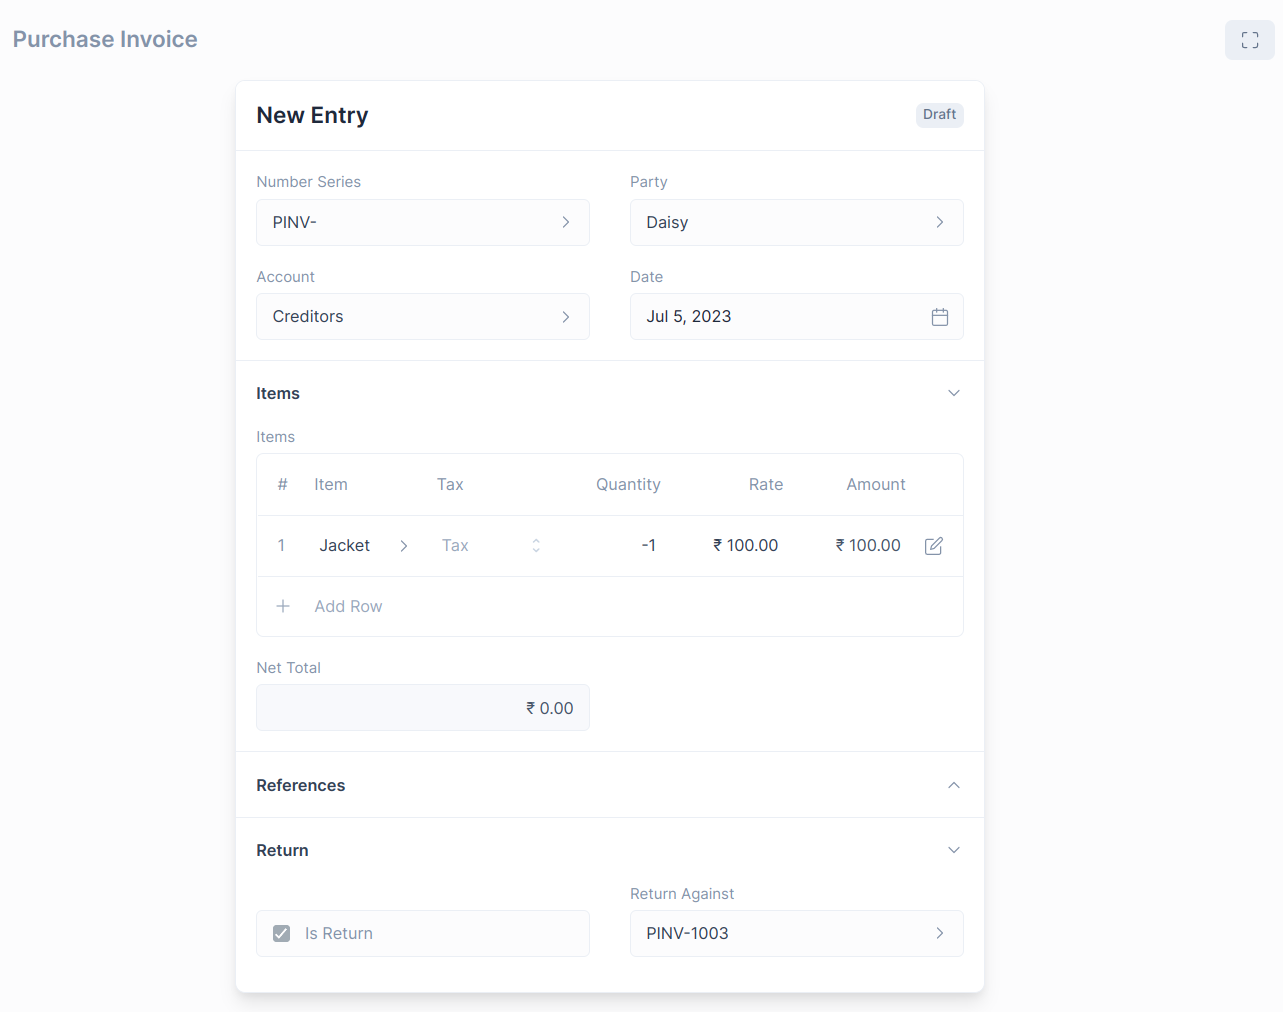 Purchase Invoice
New Entry
Draft
Number Series
Party
PINV-
Daisy
Account
Date
Creditors
Jul 5, 2023
Items
Items
# Item Tax Quantity Rate Amount
1 Jacket Tax -1 ₹ 100.00 ₹ 100.00
Add Row
Net Total
₹ 0.00
References
Return
Return Against
Is Return
PINV-1003